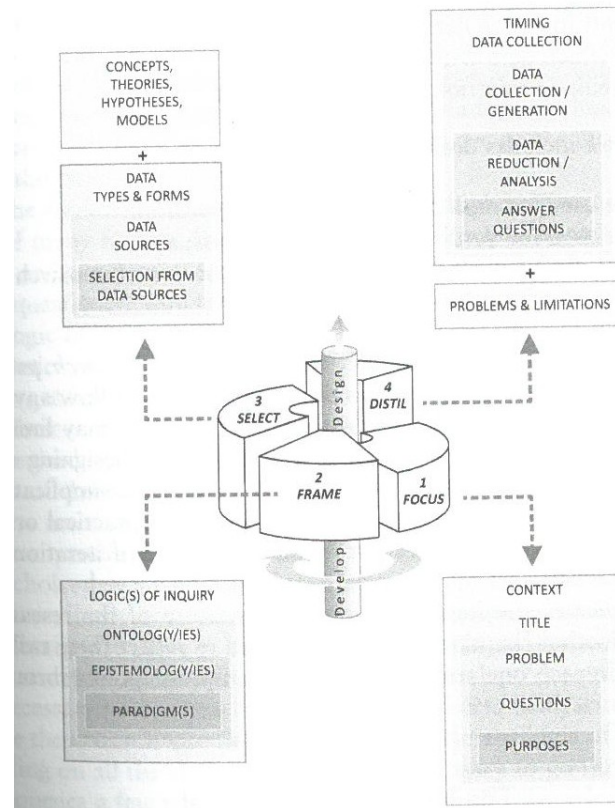 CONCEPTS,
THEORIES,
HYPOTHESES,
MODELS
+
DATA
TYPES & FORMS
DATA
SOURCES
SELECTION FROM
DATA SOURCES
TIMING
DATA COLLECTION
DATA
COLLECTION /
GENERATION
DATA
REDUCTION /
ANALYSIS
ANSWER
QUESTIONS
+
PROBLEMS & LIMITATIONS
3
SELECT
Design
4
DISTIL
2
FRAME
1
FOCUS
Develop
LOGIC(S) OF INQUIRY
ONTOLOG(Y/IES)
EPISTEMOLOG(Y/IES)
PARADIGM(S)
CONTEXT
TITLE
PROBLEM
QUESTIONS
PURPOSES